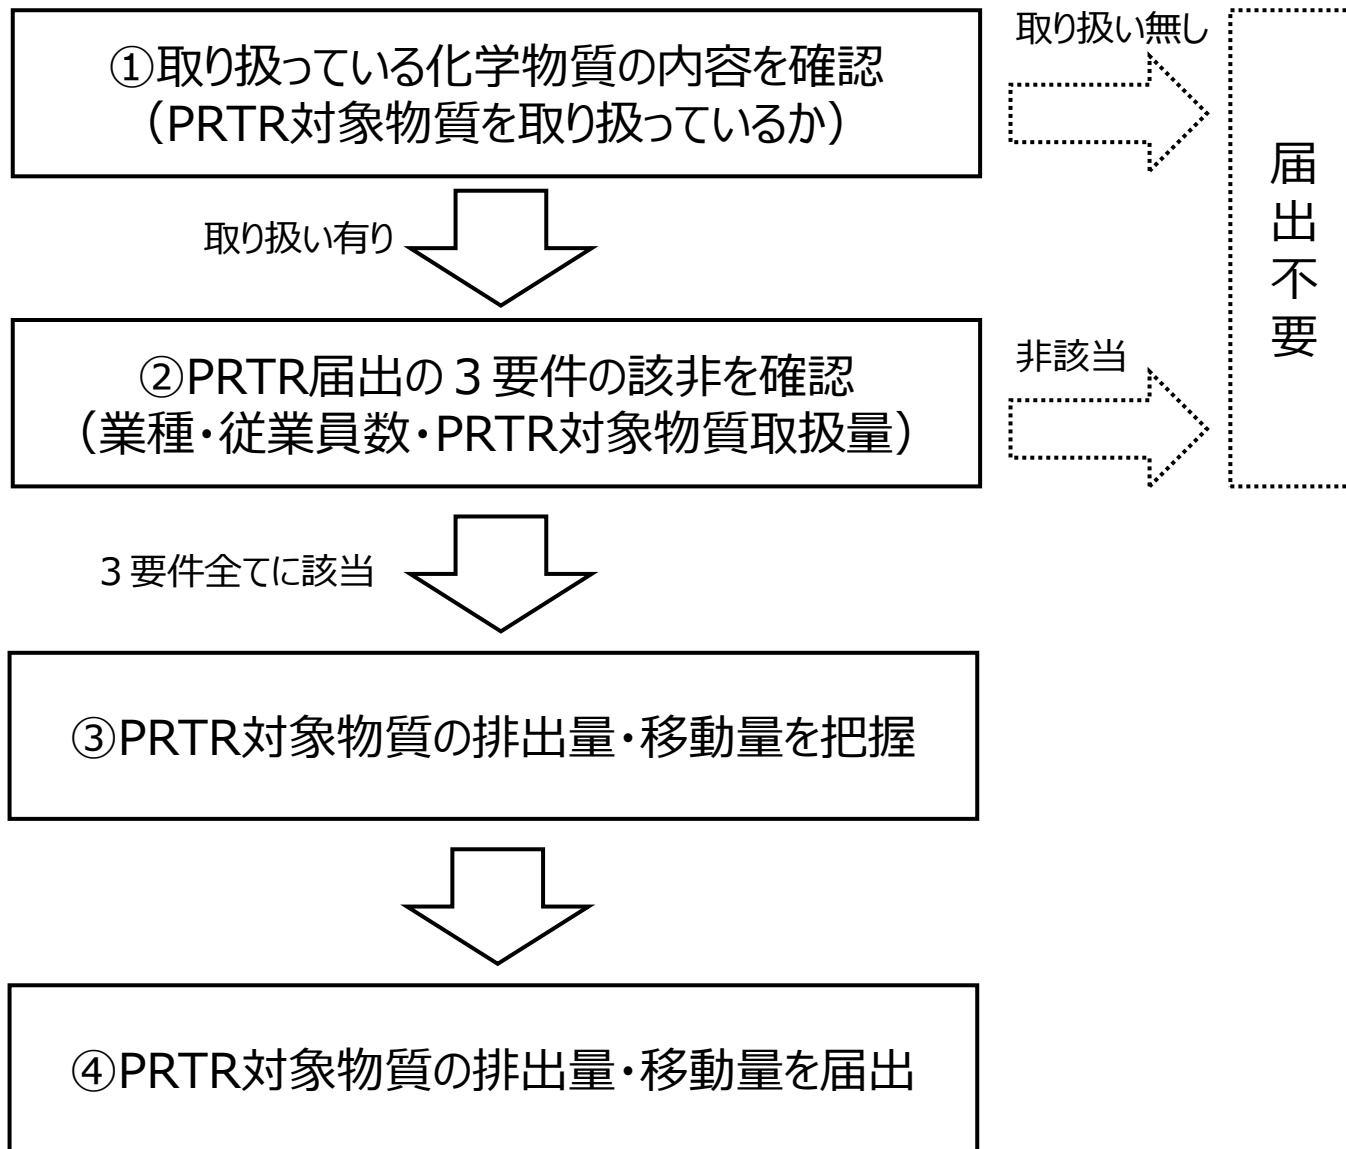 ①取り扱っている化学物質の内容を確認
（PRTR対象物質を取り扱っているか）
取り扱い無し
届出不要
取り扱い有り
②PRTR届出の３要件の該非を確認
（業種・従業員数・PRTR対象物質取扱量）
非該当
３要件全てに該当
③PRTR対象物質の排出量・移動量を把握
④PRTR対象物質の排出量・移動量を届出